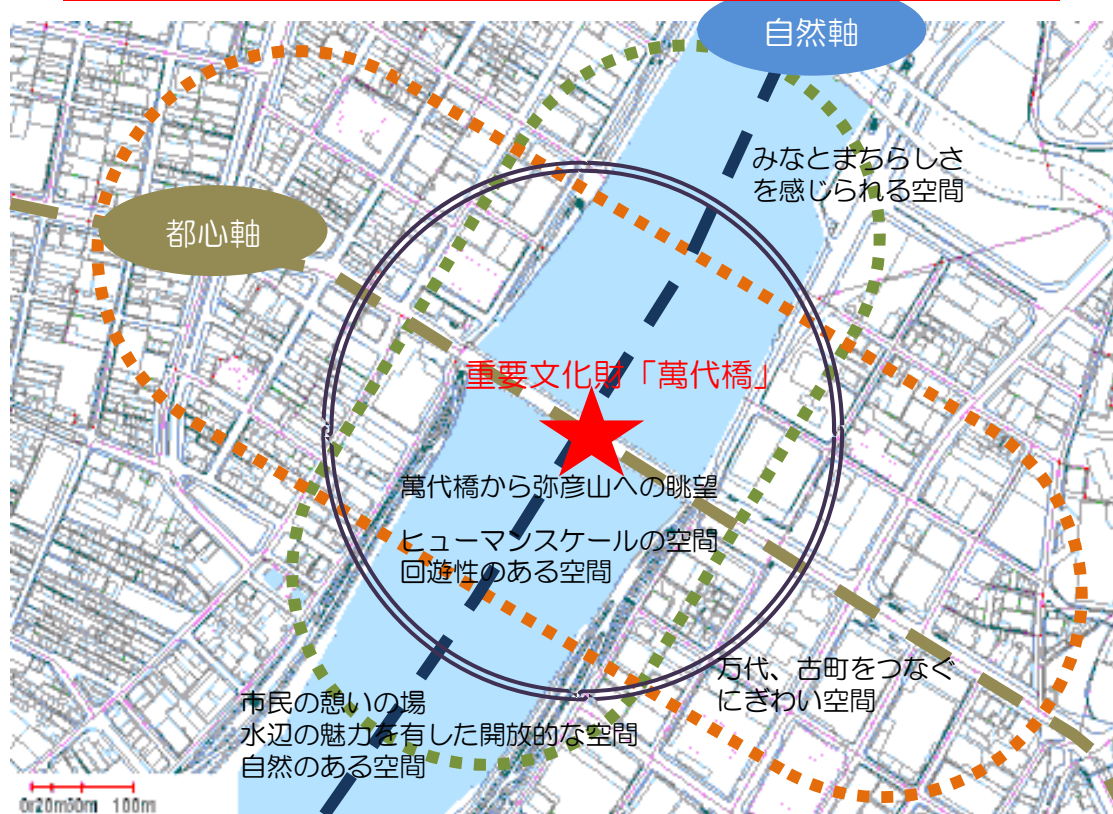 自然軸
みなとまちらしさ
を感じられる空間
都心軸
重要文化財「萬代橋」
萬代橋から弥彦山への眺望
ヒューマンスケールの空間
回遊性のある空間
万代、古町をつなぐ
にぎわい空間
市民の憩いの場
水辺の魅力を有した開放的な空間
自然のある空間
100m